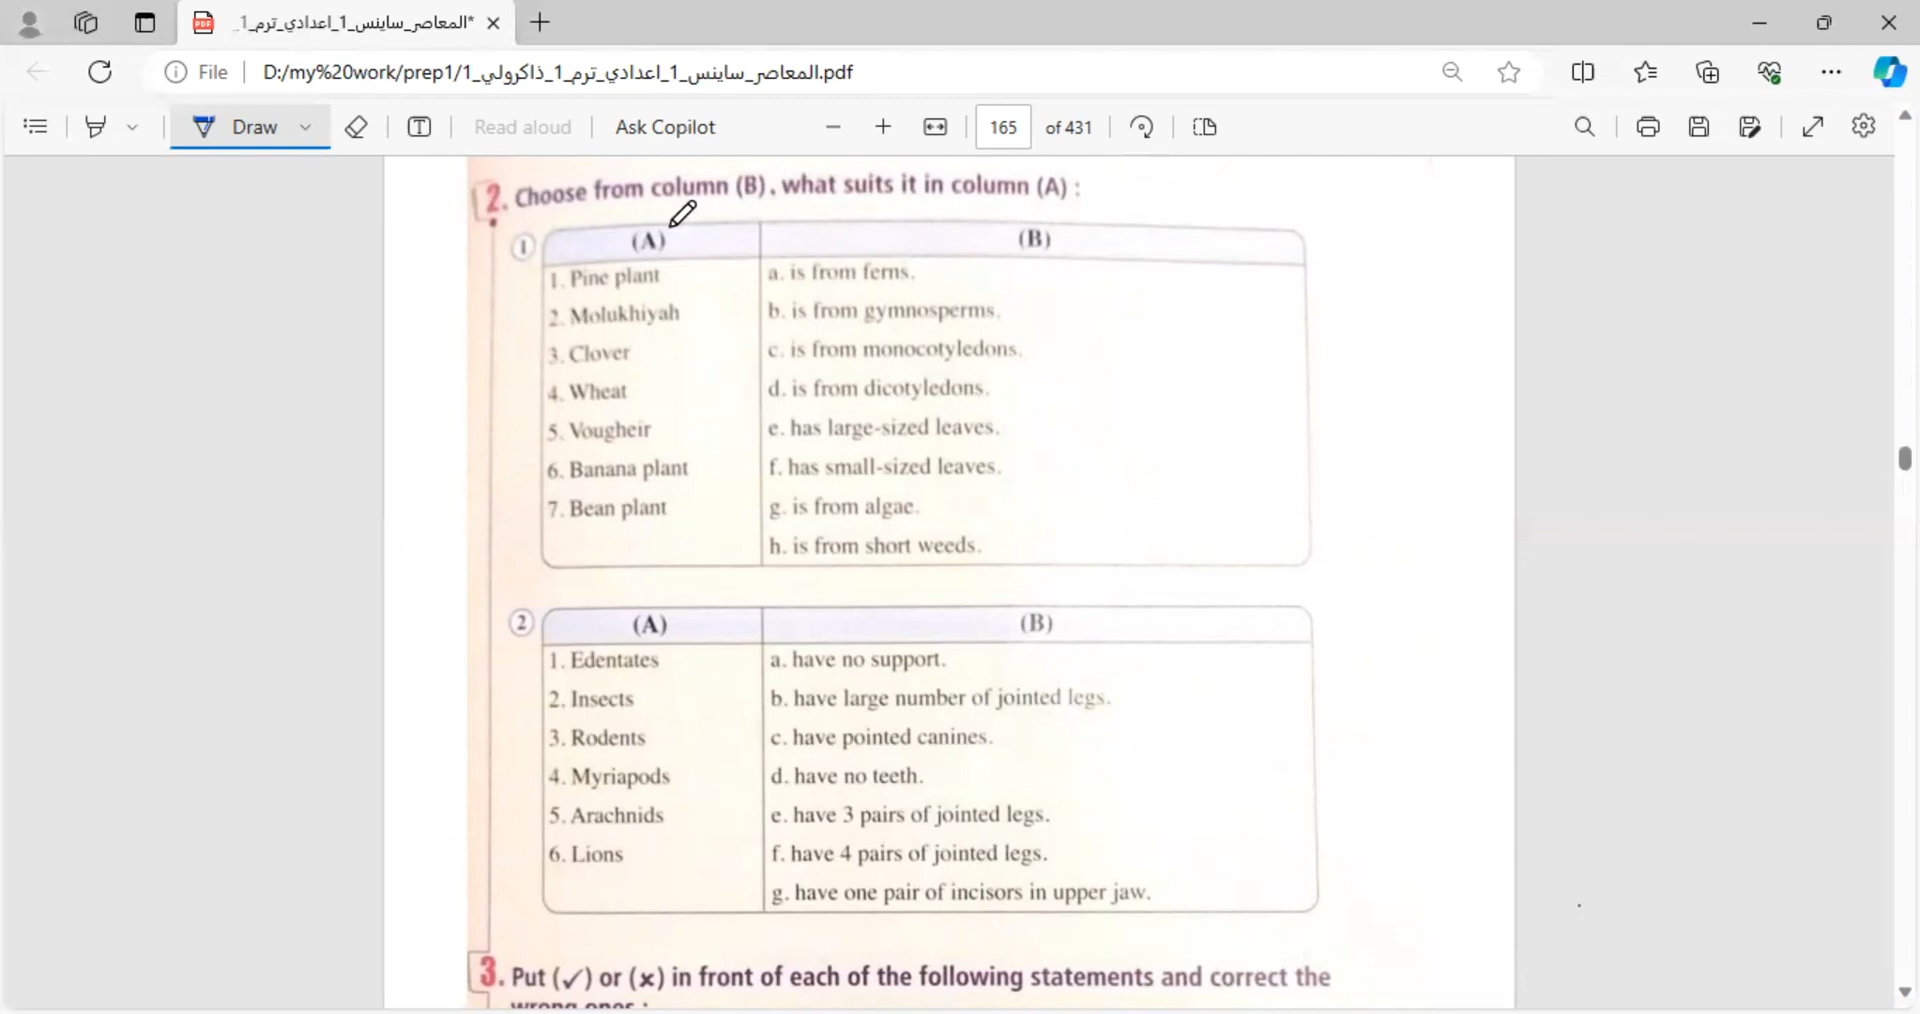 *المعاصر_ساينس_1_اعدادي_ترم_1_
File
D:/my%20work/prep1/المعاصر_ساينس_1_اعدادي_ترم_1_ذاكرولي_1.pdf
Draw
Read aloud
Ask Copilot
165
of 431
2. Choose from column (B), what suits it in column (A) :
1
(A) (B)
1. Pine plant a. is from ferns.
2. Molukhiyah b. is from gymnosperms.
3. Clover c. is from monocotyledons.
4. Wheat d. is from dicotyledons.
5. Vougheir e. has large-sized leaves.
6. Banana plant f. has small-sized leaves.
7. Bean plant g. is from algae.
h. is from short weeds.
2
(A) (B)
1. Edentates a. have no support.
2. Insects b. have large number of jointed legs.
3. Rodents c. have pointed canines.
4. Myriapods d. have no teeth.
5. Arachnids e. have 3 pairs of jointed legs.
6. Lions f. have 4 pairs of jointed legs.
g. have one pair of incisors in upper jaw.
3. Put (✓) or (x) in front of each of the following statements and correct the
wrong ones :